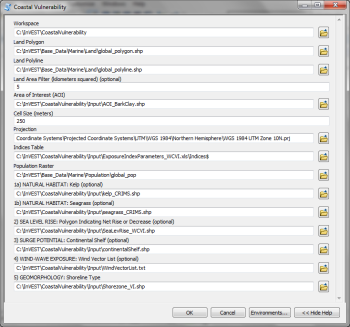 Coastal Vulnerability
Workspace
C:\InVEST\CoastalVulnerability
Land Polygon
C:\InVEST\Base_Data\Marine\Land\global_polygon.shp
Land Polyline
C:\InVEST\Base_Data\Marine\Land\global_polyline.shp
Land Area Filter (kilometers squared) (optional)
5
Area of Interest (AOI)
C:\InVEST\CoastalVulnerability\Input\AOI_BarkClay.shp
Cell Size (meters)
250
Projection
Coordinate Systems\Projected Coordinate Systems\UTM\WGS 1984\Northern Hemisphere\WGS 1984 UTM Zone 10N.prj
Indices Table
C:\InVEST\CoastalVulnerability\Input\ExposureIndexParameters_WCVI.xls\Indices$
Population Raster
C:\InVEST\Base_Data\Marine\Population\global_pop
1a) NATURAL HABITAT: Kelp (optional)
C:\InVEST\CoastalVulnerability\Input\kelp_CRIMS.shp
1b) NATURAL HABITAT: Seagrass (optional)
C:\InVEST\CoastalVulnerability\Input\seagrass_CRIMS.shp
2) SEA LEVEL RISE: Polygon Indicating Net Rise or Decrease (optional)
C:\InVEST\CoastalVulnerability\Input\SeaLevRise_WCVI.shp
3) SURGE POTENTIAL: Continental Shelf (optional)
C:\InVEST\CoastalVulnerability\Input\continentalShelf.shp
4) WIND-WAVE EXPOSURE: Wind Vector List (optional)
C:\InVEST\CoastalVulnerability\Input\WindVectorList.txt
5) GEOMORPHOLOGY: Shoreline Type
C:\InVEST\CoastalVulnerability\Input\Shorezone_VI.shp
OK
Cancel
Environments...
<< Hide Help